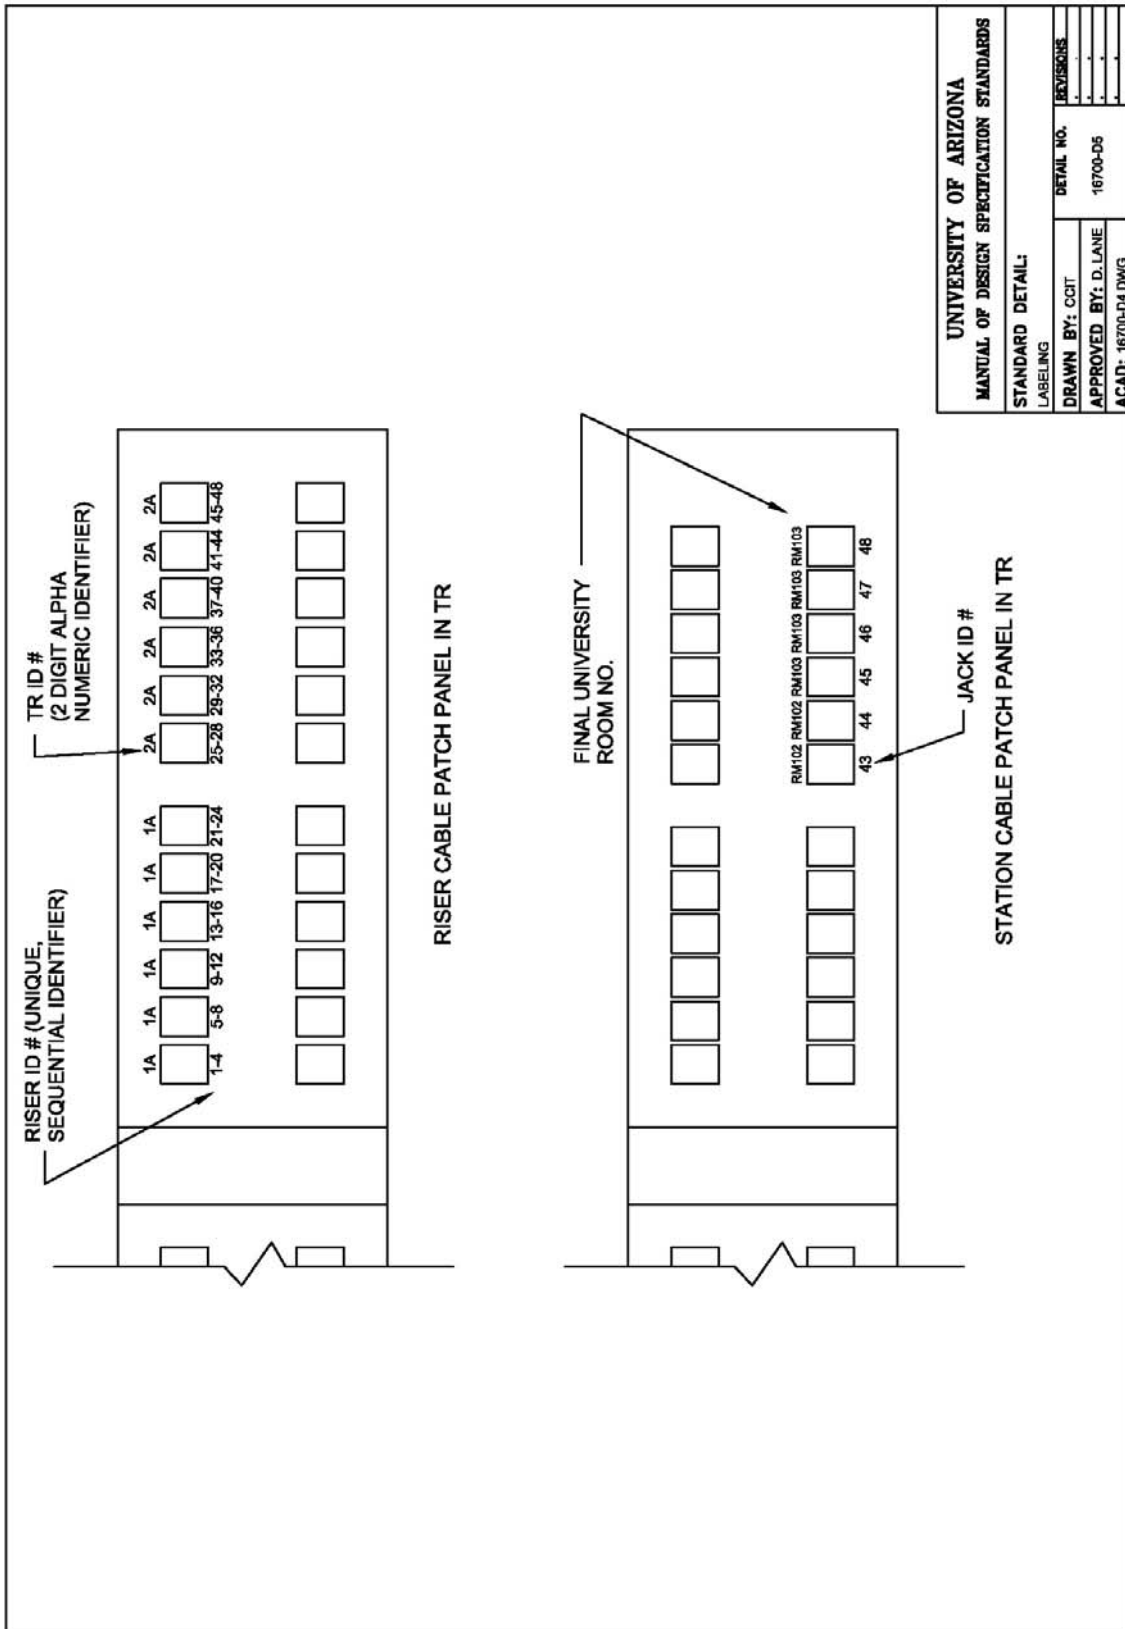 RISER ID # (UNIQUE,
SEQUENTIAL IDENTIFIER)
TR ID #
(2 DIGIT ALPHA
NUMERIC IDENTIFIER)
1A 1A 1A 1A 1A 1A 2A 2A 2A 2A 2A 2A
1-4 5-8 9-12 13-16 17-20 21-24 25-28 29-32 33-36 37-40 41-44 45-48
RISER CABLE PATCH PANEL IN TR
FINAL UNIVERSITY
ROOM NO.
RM102 RM102 RM103 RM103 RM103 RM103
43 44 45 46 47 48
JACK ID #
STATION CABLE PATCH PANEL IN TR
UNIVERSITY OF ARIZONA
MANUAL OF DESIGN SPECIFICATION STANDARDS
STANDARD DETAIL:
LABELING
DRAWN BY: CCIT
DETAIL NO.
REVISIONS
APPROVED BY: D. LANE
16700-D5
ACAD: 16700-D4.DWG